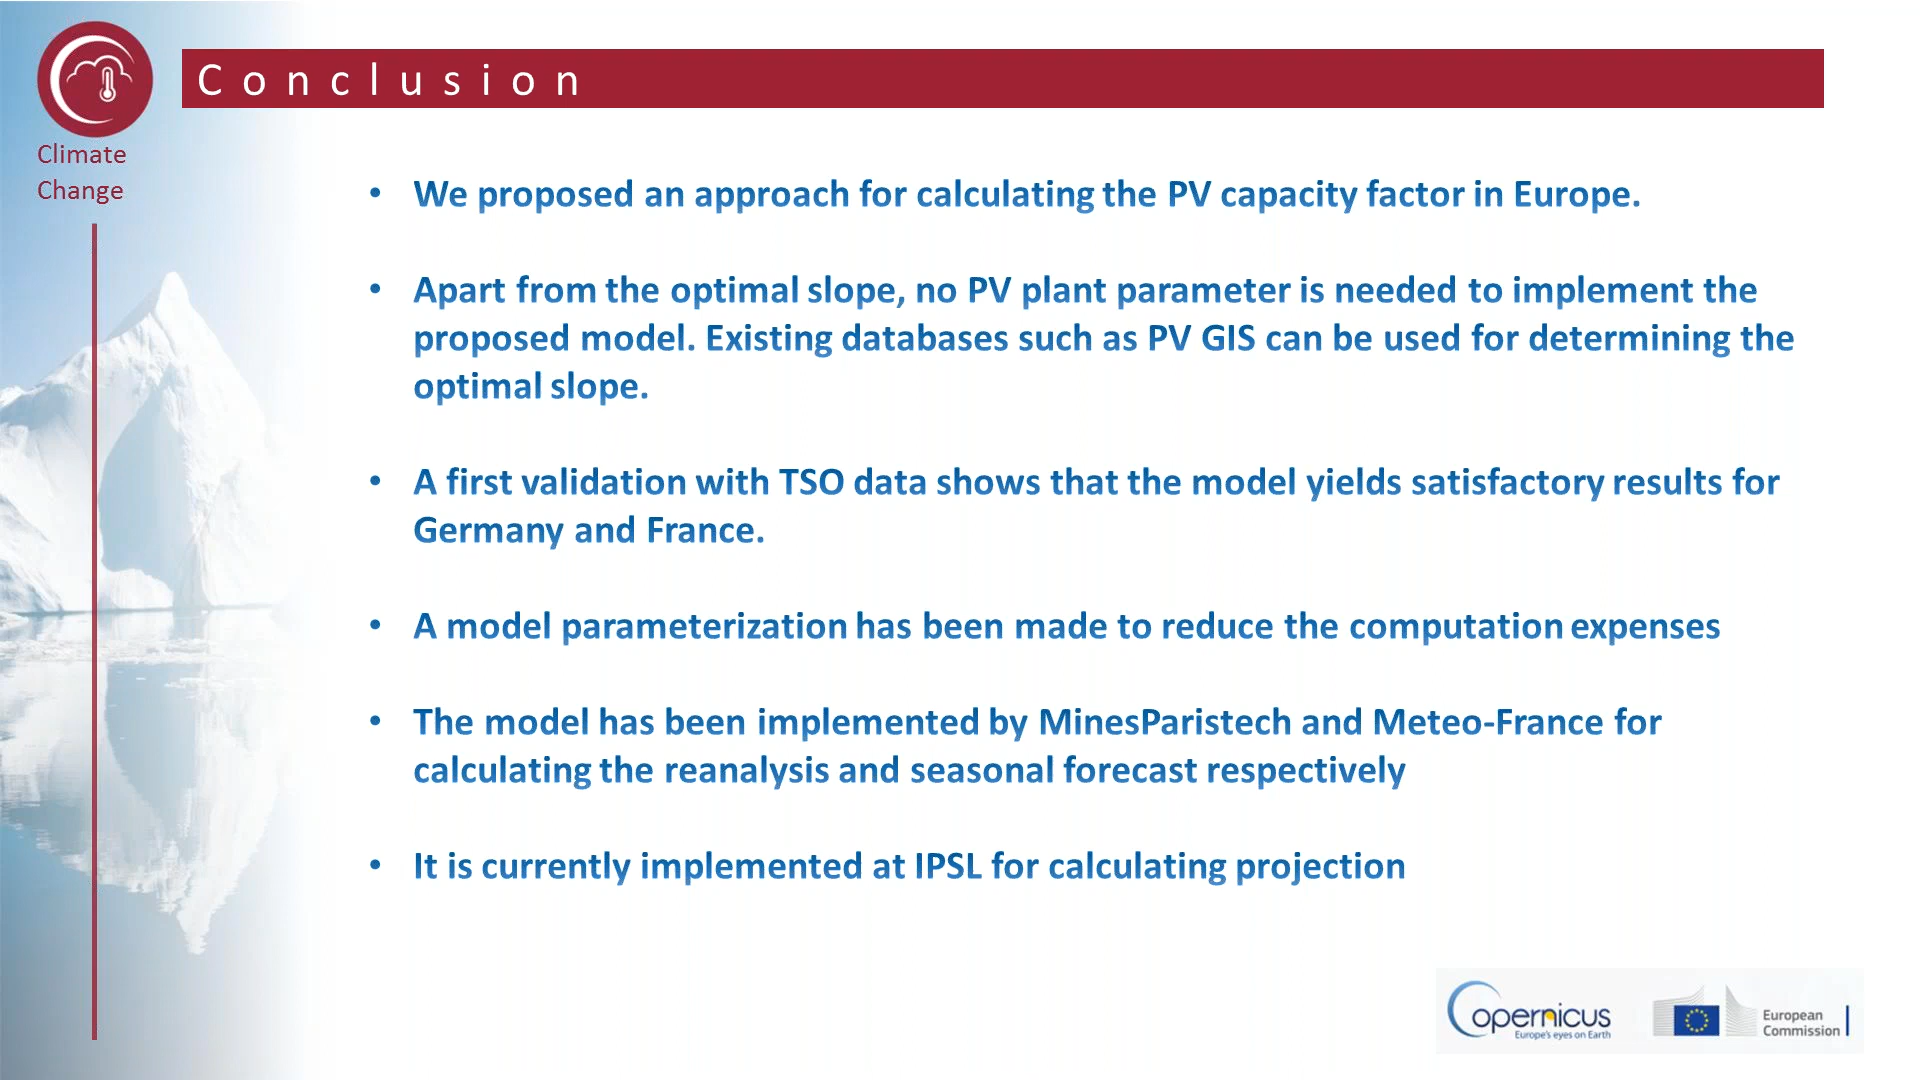 Conclusion
Climate
Change
• We proposed an approach for calculating the PV capacity factor in Europe.
• Apart from the optimal slope, no PV plant parameter is needed to implement the
proposed model. Existing databases such as PV GIS can be used for determining the
optimal slope.
• A first validation with TSO data shows that the model yields satisfactory results for
Germany and France.
• A model parameterization has been made to reduce the computation expenses
• The model has been implemented by MinesParistech and Meteo-France for
calculating the reanalysis and seasonal forecast respectively
• It is currently implemented at IPSL for calculating projection
Copernicus
Europe's eyes on Earth
European
Commission